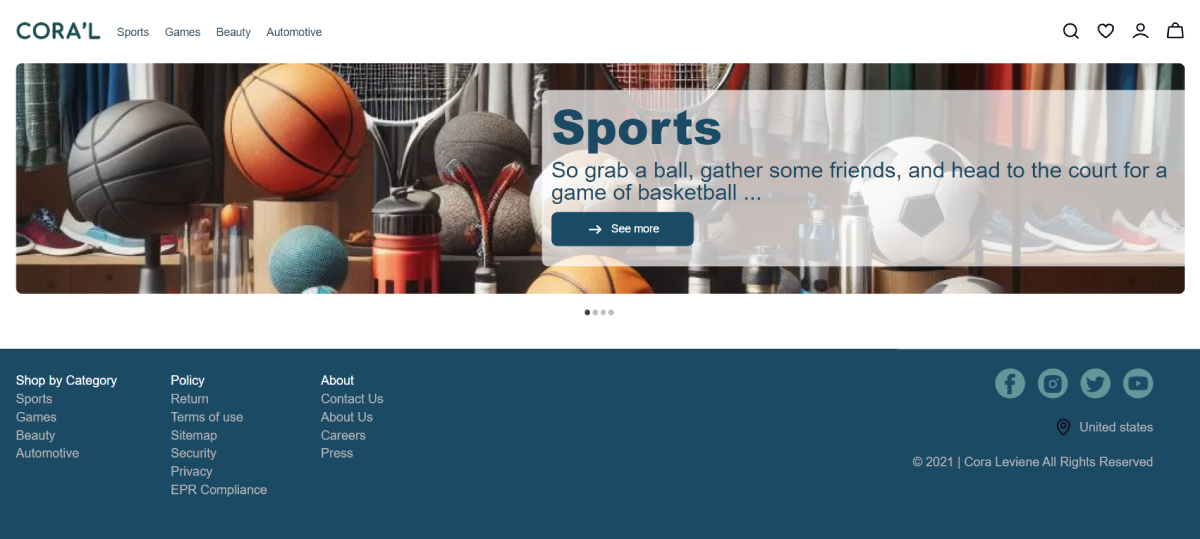 CORA'L
Sports Games Beauty Automotive
Sports
So grab a ball, gather some friends, and head to the court for a
game of basketball ...
See more
Shop by Category
Sports
Games
Beauty
Automotive
Policy
Return
Terms of use
Sitemap
Security
Privacy
EPR Compliance
About
Contact Us
About Us
Careers
Press
United states
© 2021 | Cora Leviene All Rights Reserved